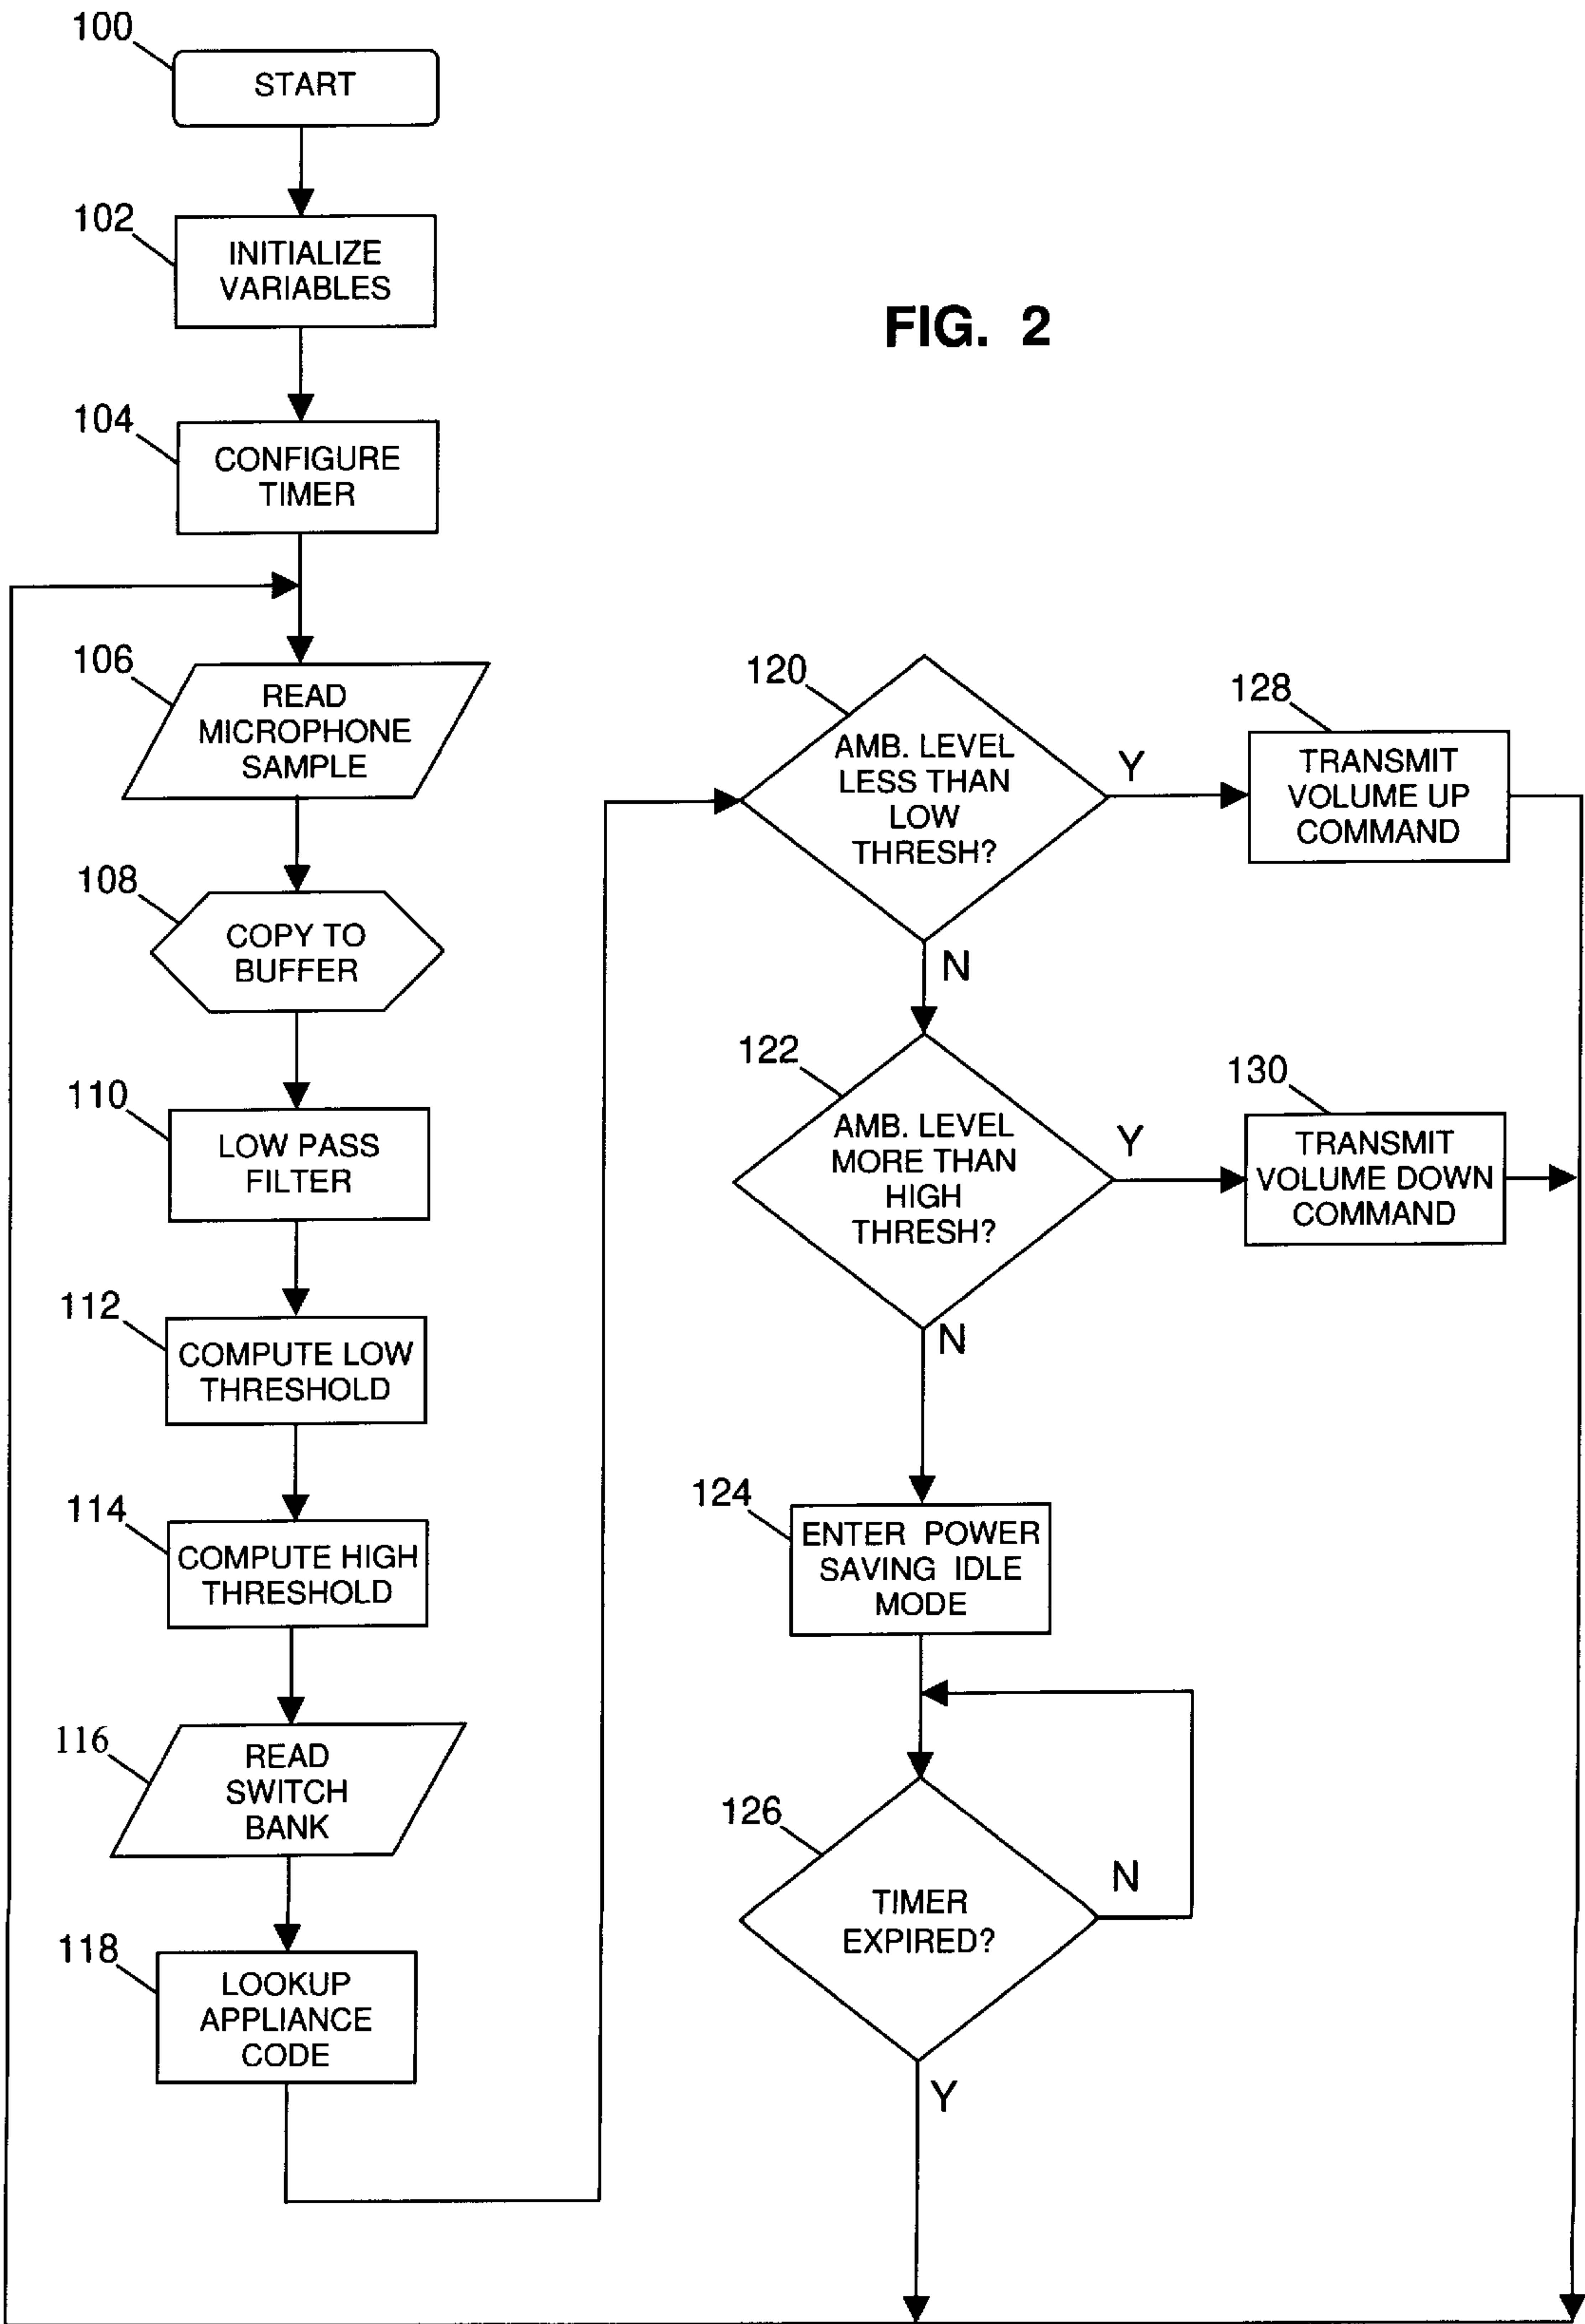 100
START
102
INITIALIZE
VARIABLES
FIG. 2
104
CONFIGURE
TIMER
106
READ
MICROPHONE
SAMPLE
108
COPY TO
BUFFER
110
LOW PASS
FILTER
112
COMPUTE LOW
THRESHOLD
114
COMPUTE HIGH
THRESHOLD
116
READ
SWITCH
BANK
118
LOOKUP
APPLIANCE
CODE
120
AMB. LEVEL
LESS THAN
LOW
THRESH?
Y
128
TRANSMIT
VOLUME UP
COMMAND
N
122
AMB. LEVEL
MORE THAN
HIGH
THRESH?
Y
130
TRANSMIT
VOLUME DOWN
COMMAND
N
124
ENTER POWER
SAVING IDLE
MODE
126
TIMER
EXPIRED?
N
Y